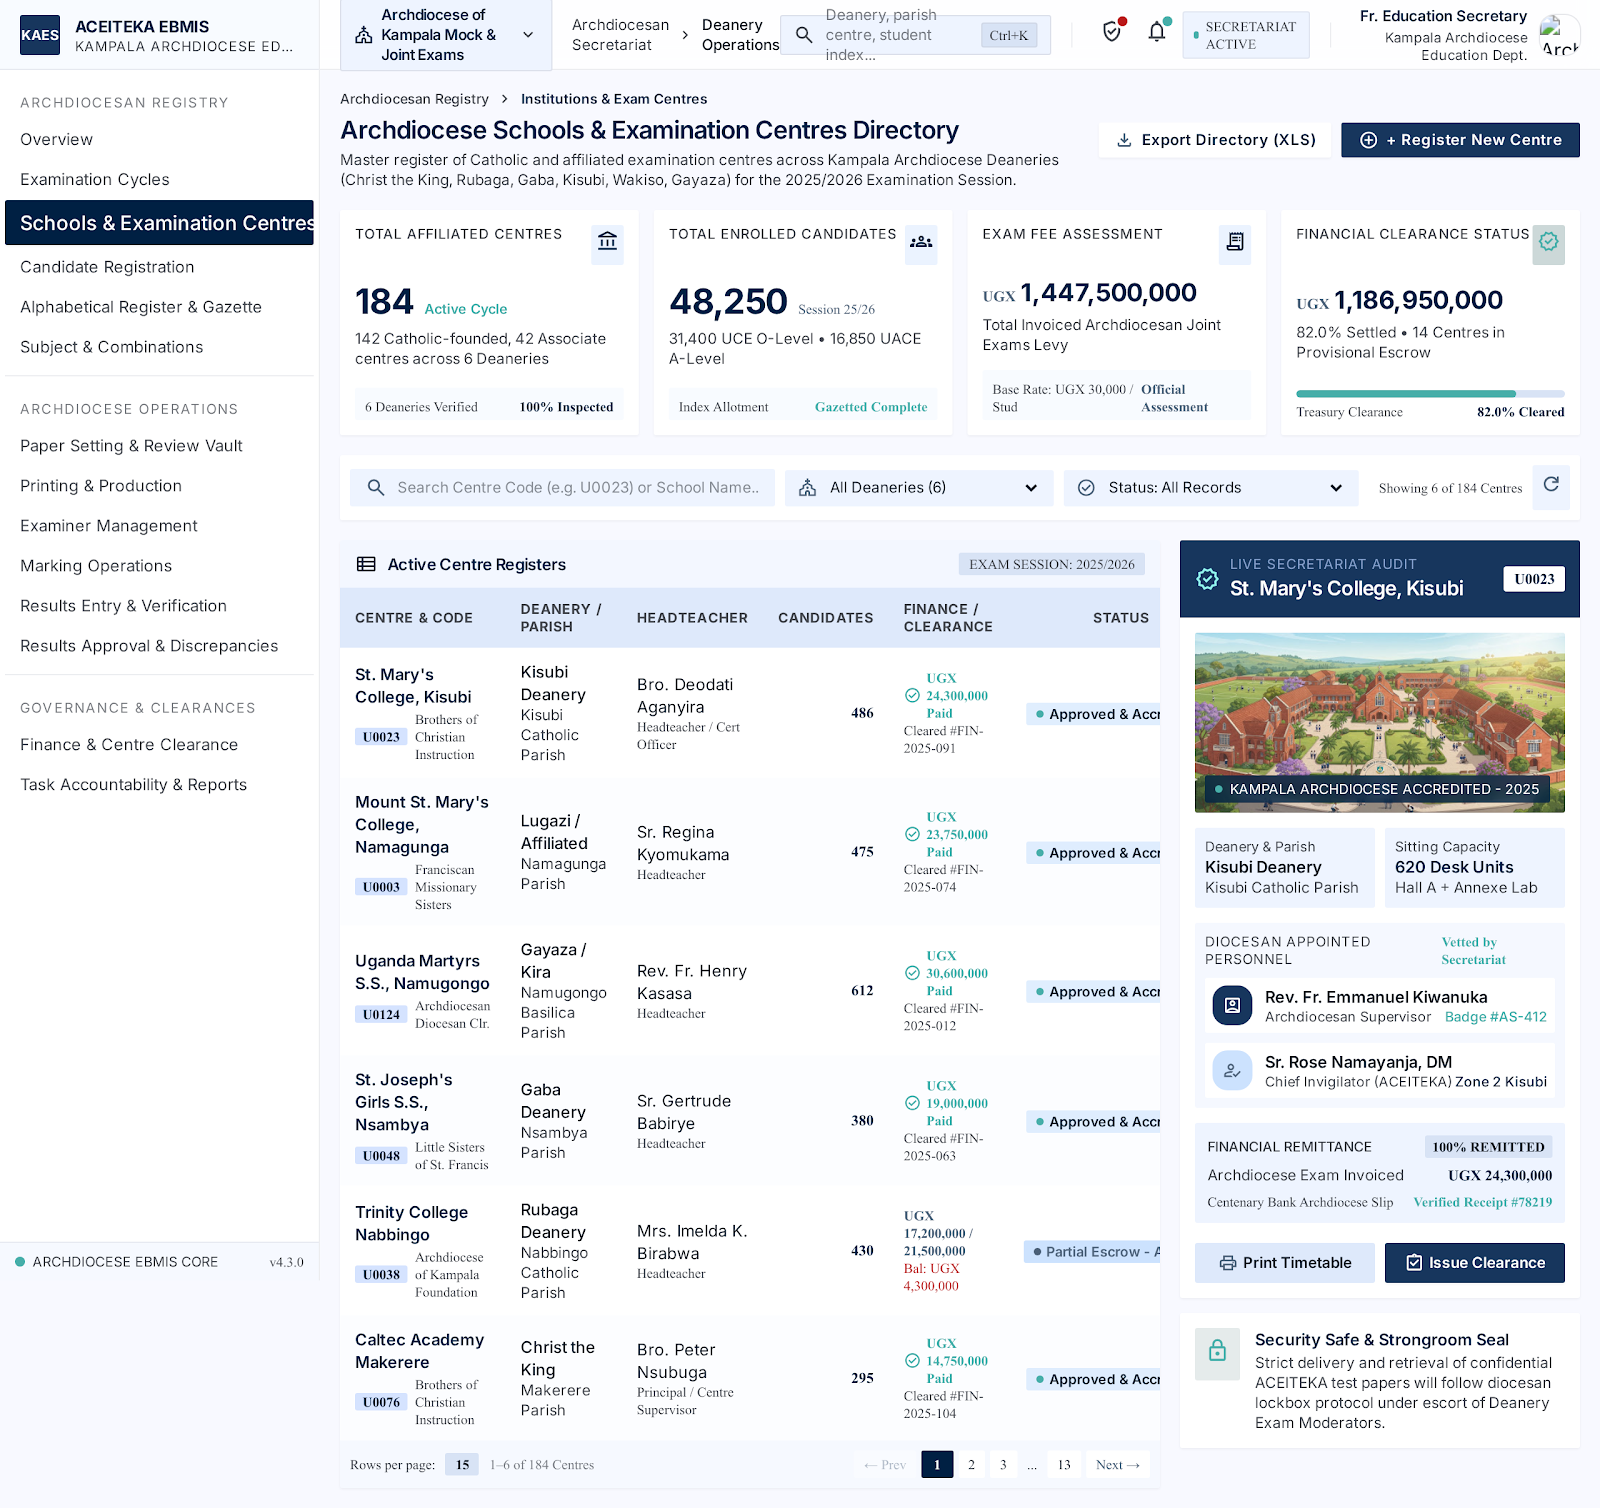 KAES
ACEITEKA EBMIS
KAMPALA ARCHDIOCESE ED...
Archdiocese of
Kampala Mock &
Joint Exams
Archdiocesan
Secretariat
Deanery
Operations
Deanery, parish
centre, student
index...
Ctrl+K
SECRETARIAT
ACTIVE
Fr. Education Secretary
Kampala Archdiocese
Education Dept.
ARCHDIOCESAN REGISTRY
Overview
Examination Cycles
Schools & Examination Centres
Candidate Registration
Alphabetical Register & Gazette
Subject & Combinations
ARCHDIOCESE OPERATIONS
Paper Setting & Review Vault
Printing & Production
Examiner Management
Marking Operations
Results Entry & Verification
Results Approval & Discrepancies
GOVERNANCE & CLEARANCES
Finance & Centre Clearance
Task Accountability & Reports
ARCHDIOCESE EBMIS CORE
v4.3.0
Archdiocesan Registry
Institutions & Exam Centres
Archdiocese Schools & Examination Centres Directory
Master register of Catholic and affiliated examination centres across Kampala Archdiocese Deaneries
(Christ the King, Rubaga, Gaba, Kisubi, Wakiso, Gayaza) for the 2025/2026 Examination Session.
Export Directory (XLS)
+ Register New Centre
TOTAL AFFILIATED CENTRES
184 Active Cycle
142 Catholic-founded, 42 Associate
centres across 6 Deaneries
6 Deaneries Verified
100% Inspected
TOTAL ENROLLED CANDIDATES
48,250 Session 25/26
31,400 UCE O-Level • 16,850 UACE
A-Level
Index Allotment
Gazetted Complete
EXAM FEE ASSESSMENT
UGX 1,447,500,000
Total Invoiced Archdiocesan Joint
Exams Levy
Base Rate: UGX 30,000 /
Stud
Official
Assessment
FINANCIAL CLEARANCE STATUS
UGX 1,186,950,000
82.0% Settled • 14 Centres in
Provisional Escrow
Treasury Clearance
82.0% Cleared
Search Centre Code (e.g. U0023) or School Name..
All Deaneries (6)
Status: All Records
Showing 6 of 184 Centres
Active Centre Registers
EXAM SESSION: 2025/2026
CENTRE & CODE
DEANERY /
PARISH
HEADTEACHER
CANDIDATES
FINANCE /
CLEARANCE
STATUS
St. Mary's
College, Kisubi
U0023
Brothers of
Christian
Instruction
Kisubi
Deanery
Kisubi
Catholic
Parish
Bro. Deodati
Aganyira
Headteacher / Cert
Officer
486
UGX
24,300,000
Paid
Cleared #FIN-
2025-091
Approved & Accr
Mount St. Mary's
College,
Namagunga
U0003
Franciscan
Missionary
Sisters
Lugazi /
Affiliated
Namagunga
Parish
Sr. Regina
Kyomukama
Headteacher
475
UGX
23,750,000
Paid
Cleared #FIN-
2025-074
Approved & Accr
Uganda Martyrs
S.S., Namugongo
U0124
Archdiocesan
Diocesan Clr.
Gayaza /
Kira
Namugongo
Basilica
Parish
Rev. Fr. Henry
Kasasa
Headteacher
612
UGX
30,600,000
Paid
Cleared #FIN-
2025-012
Approved & Accr
St. Joseph's
Girls S.S.,
Nsambya
U0048
Little Sisters
of St. Francis
Gaba
Deanery
Nsambya
Parish
Sr. Gertrude
Babirye
Headteacher
380
UGX
19,000,000
Paid
Cleared #FIN-
2025-063
Approved & Accr
Trinity College
Nabbingo
U0038
Archdiocese
of Kampala
Foundation
Rubaga
Deanery
Nabbingo
Catholic
Parish
Mrs. Imelda K.
Birabwa
Headteacher
430
UGX
17,200,000 /
21,500,000
Bal: UGX
4,300,000
Partial Escrow - A
Caltec Academy
Makerere
U0076
Brothers of
Christian
Instruction
Christ the
King
Makerere
Parish
Bro. Peter
Nsubuga
Principal / Centre
Supervisor
295
UGX
14,750,000
Paid
Cleared #FIN-
2025-104
Approved & Accr
Rows per page:
15
1–6 of 184 Centres
← Prev
1
2
3
...
13
Next →
LIVE SECRETARIAT AUDIT
St. Mary's College, Kisubi
U0023
KAMPALA ARCHDIOCESE ACCREDITED - 2025
Deanery & Parish
Kisubi Deanery
Kisubi Catholic Parish
Sitting Capacity
620 Desk Units
Hall A + Annexe Lab
DIOCESAN APPOINTED
PERSONNEL
Vetted by
Secretariat
Rev. Fr. Emmanuel Kiwanuka
Archdiocesan Supervisor
Badge #AS-412
Sr. Rose Namayanja, DM
Chief Invigilator (ACEITEKA)
Zone 2 Kisubi
FINANCIAL REMITTANCE
100% REMITTED
Archdiocese Exam Invoiced
UGX 24,300,000
Centenary Bank Archdiocese Slip
Verified Receipt #78219
Print Timetable
Issue Clearance
Security Safe & Strongroom Seal
Strict delivery and retrieval of confidential
ACEITEKA test papers will follow diocesan
lockbox protocol under escort of Deanery
Exam Moderators.